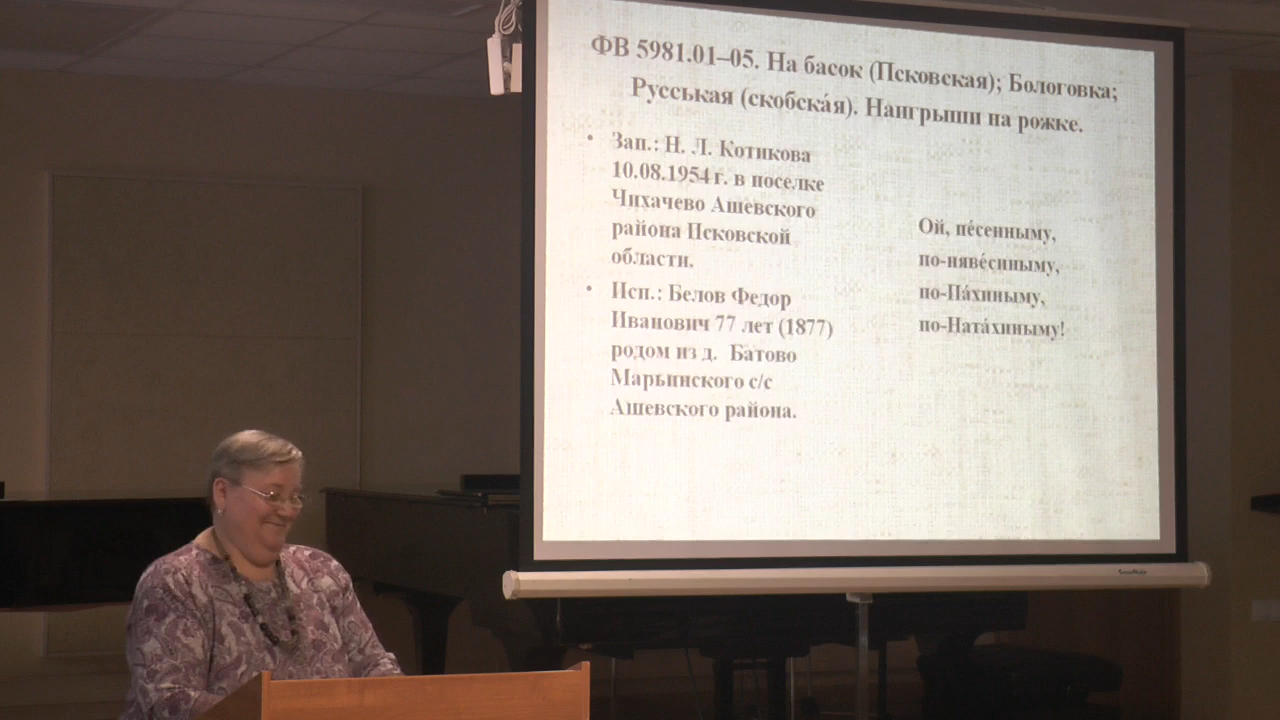 ФВ 5981.01–05. На басок (Псковская); Бологовка;
Русськая (скобска́я). Наигрыши на рожке.
• Зап.: Н. Л. Котикова
10.08.1954 г. в поселке
Чихачево Ашевского
района Псковской
области.
• Исп.: Белов Федор
Иванович 77 лет (1877)
родом из д. Батово
Марьинского с/с
Ашевского района.
Ой, пе́сенныму,
по-няве́синыму,
по-Па́хиныму,
по-Ната́хиныму!